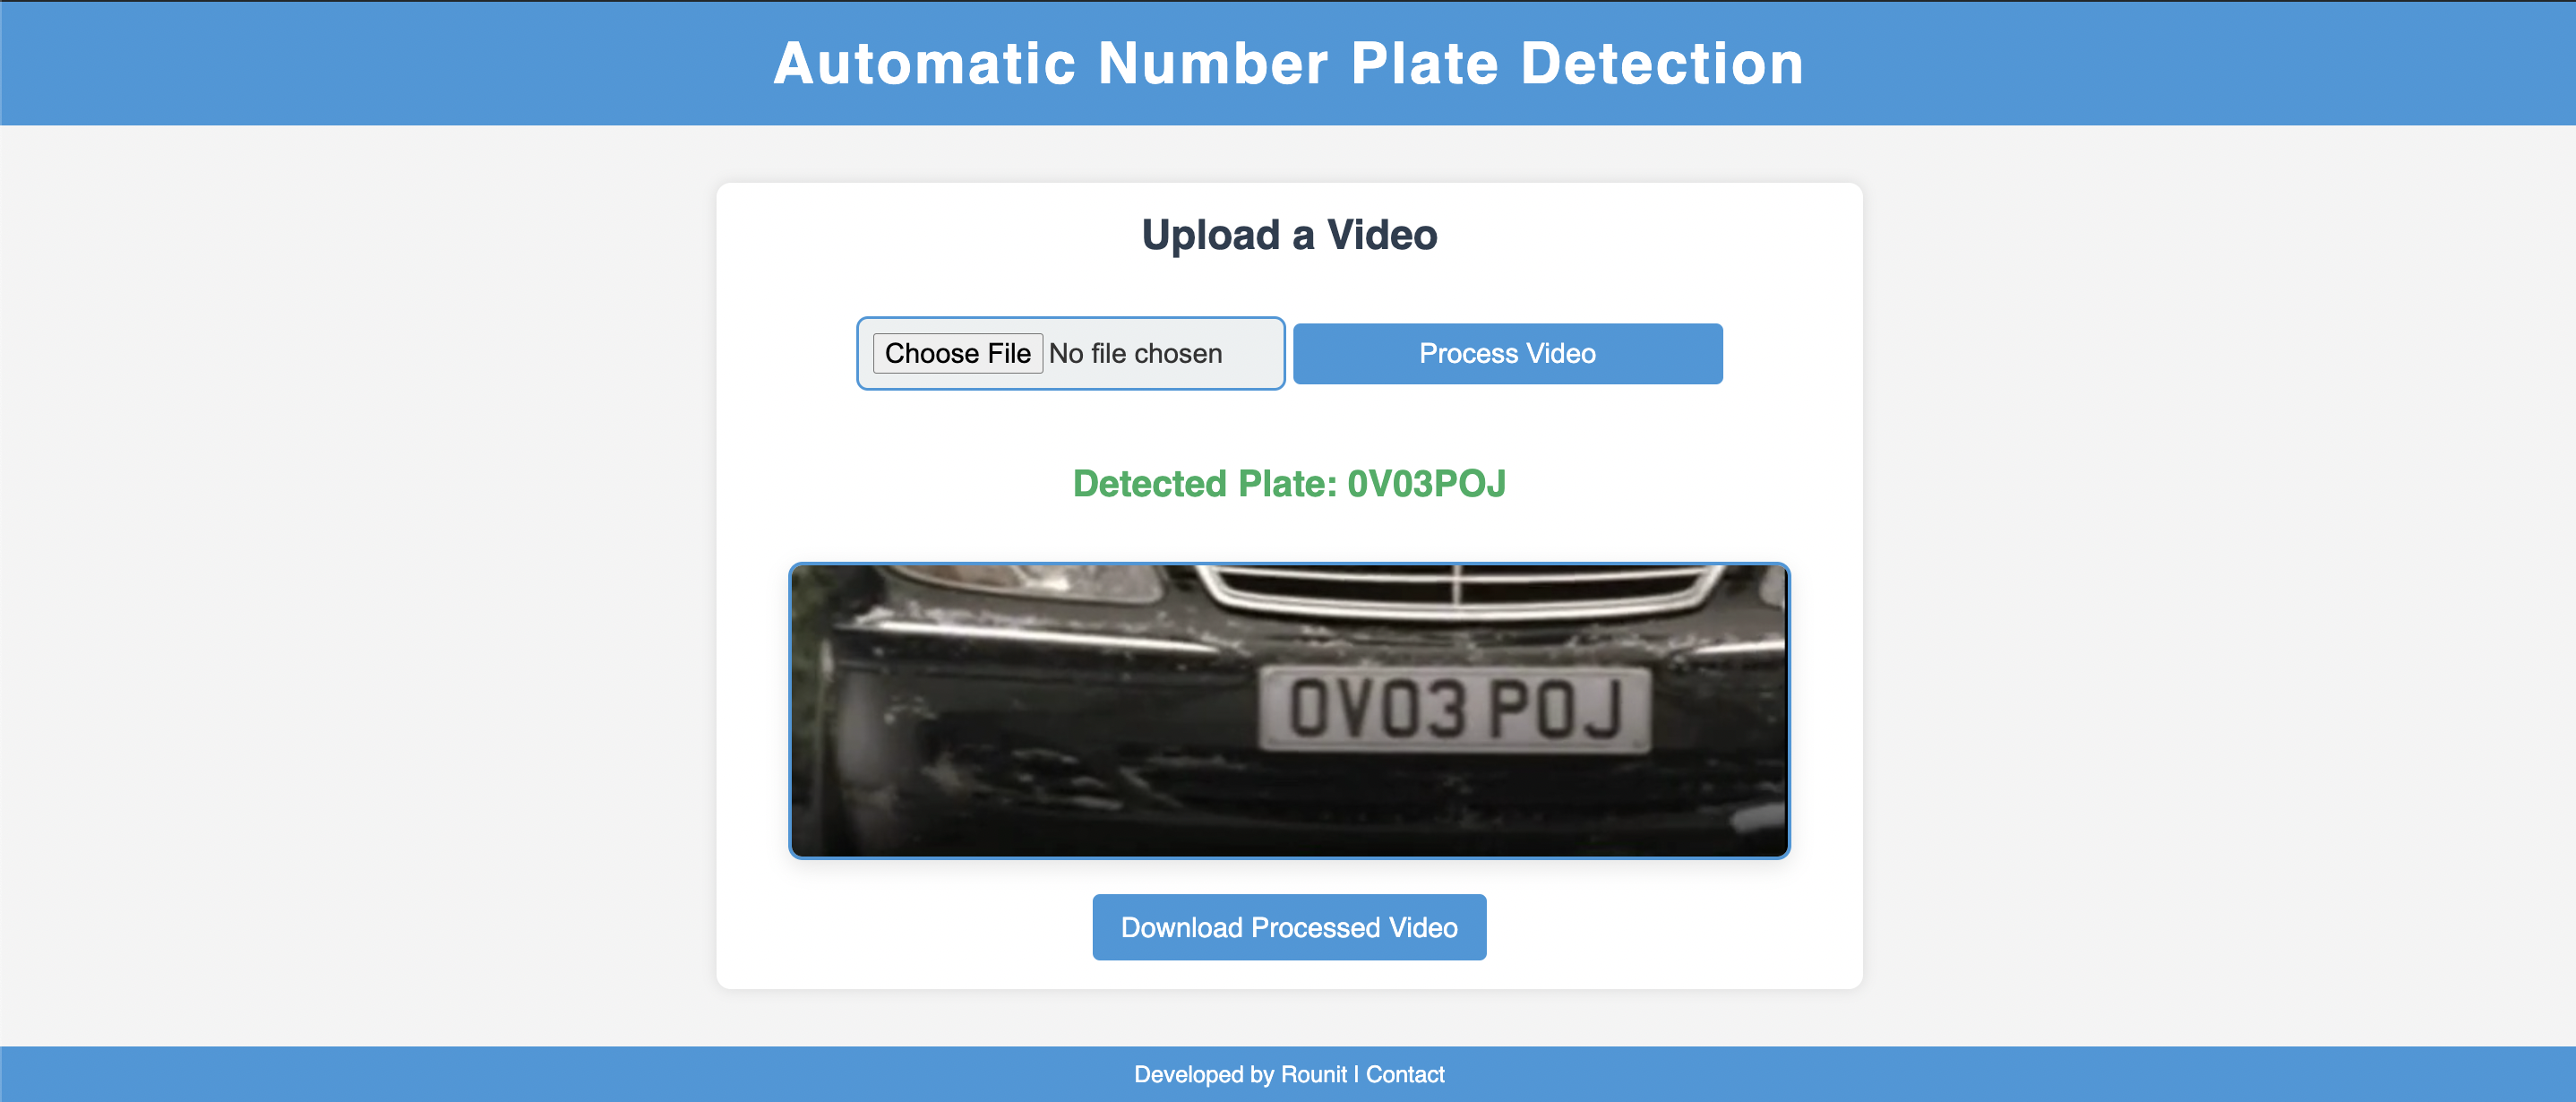 Automatic Number Plate Detection
Upload a Video
Choose File No file chosen
Process Video
Detected Plate: 0V03POJ
OV03 POJ
Download Processed Video
Developed by Rounit | Contact